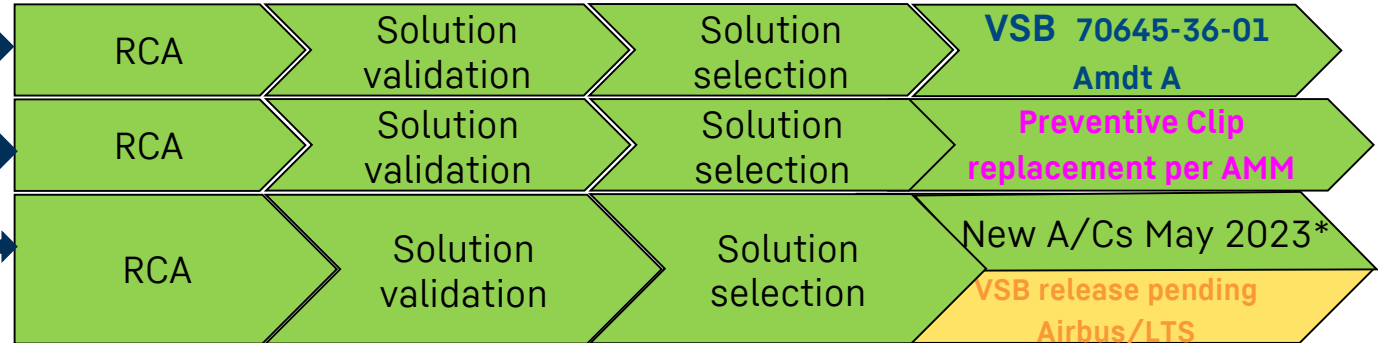 RCA
Solution
validation
Solution
selection
VSB 70645-36-01
Amdt A
RCA
Solution
validation
Solution
selection
Preventive Clip
replacement per AMM
RCA
Solution
validation
Solution
selection
New A/Cs May 2023*
VSB release pending
Airbus/LTS